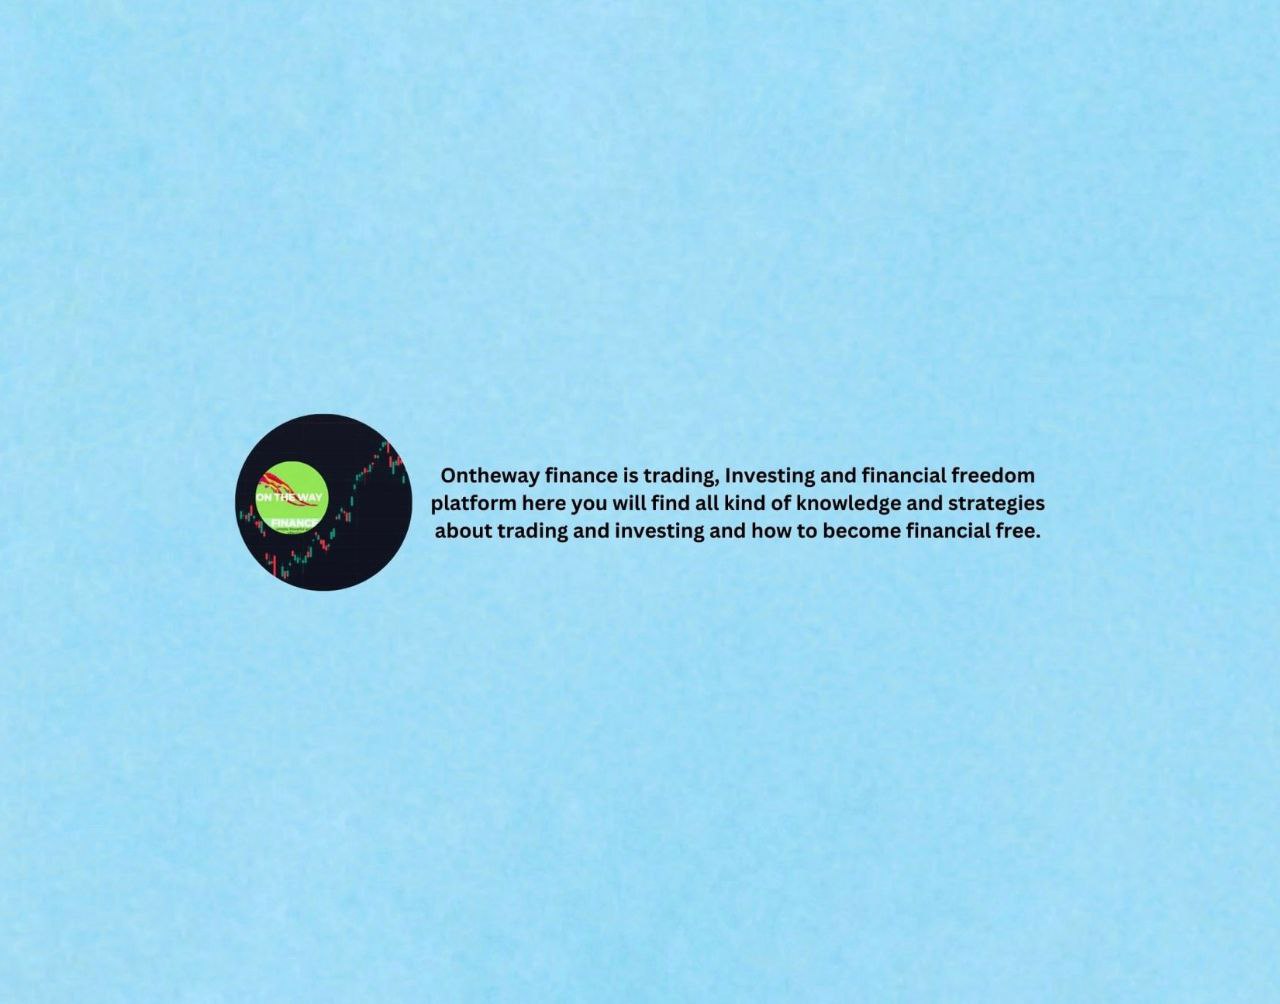 ON THE WAY
FINANCE
Ontheway finance is trading, Investing and financial freedom
platform here you will find all kind of knowledge and strategies
about trading and investing and how to become financial free.